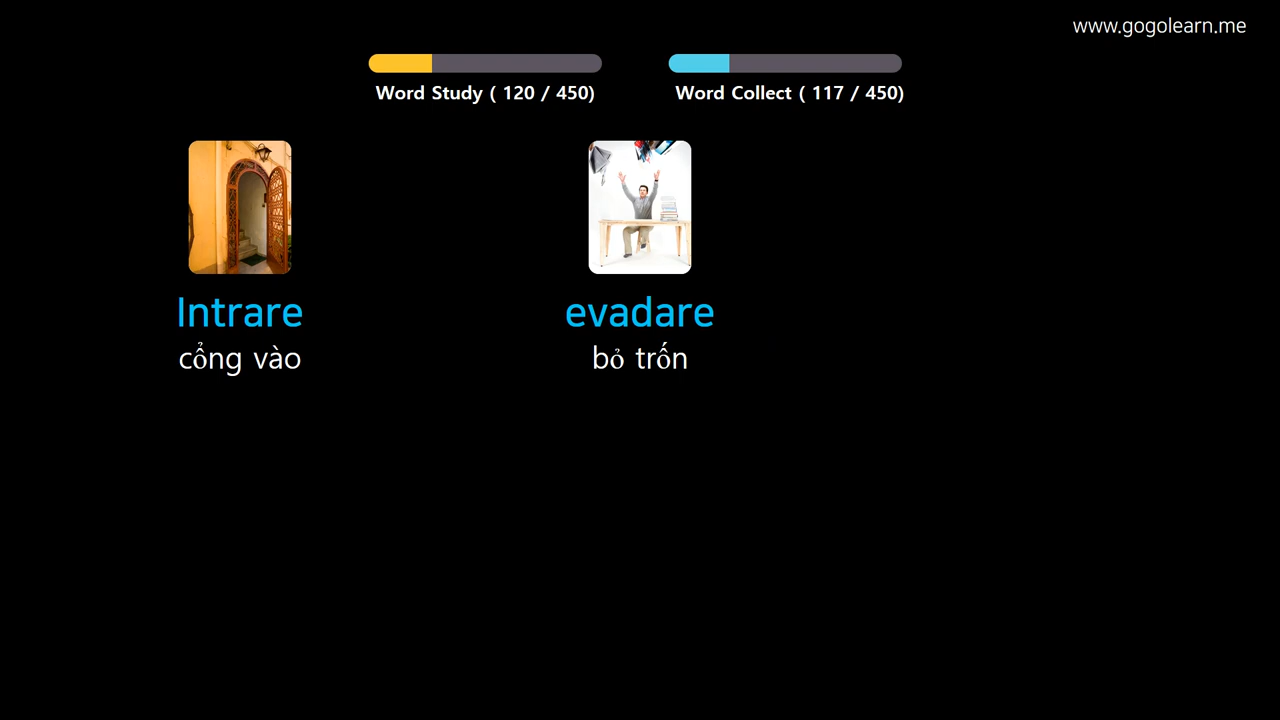 www.gogolearn.me
Word Study ( 120 / 450)
Word Collect ( 117 / 450)
Intrare
cổng vào
evadare
bỏ trốn